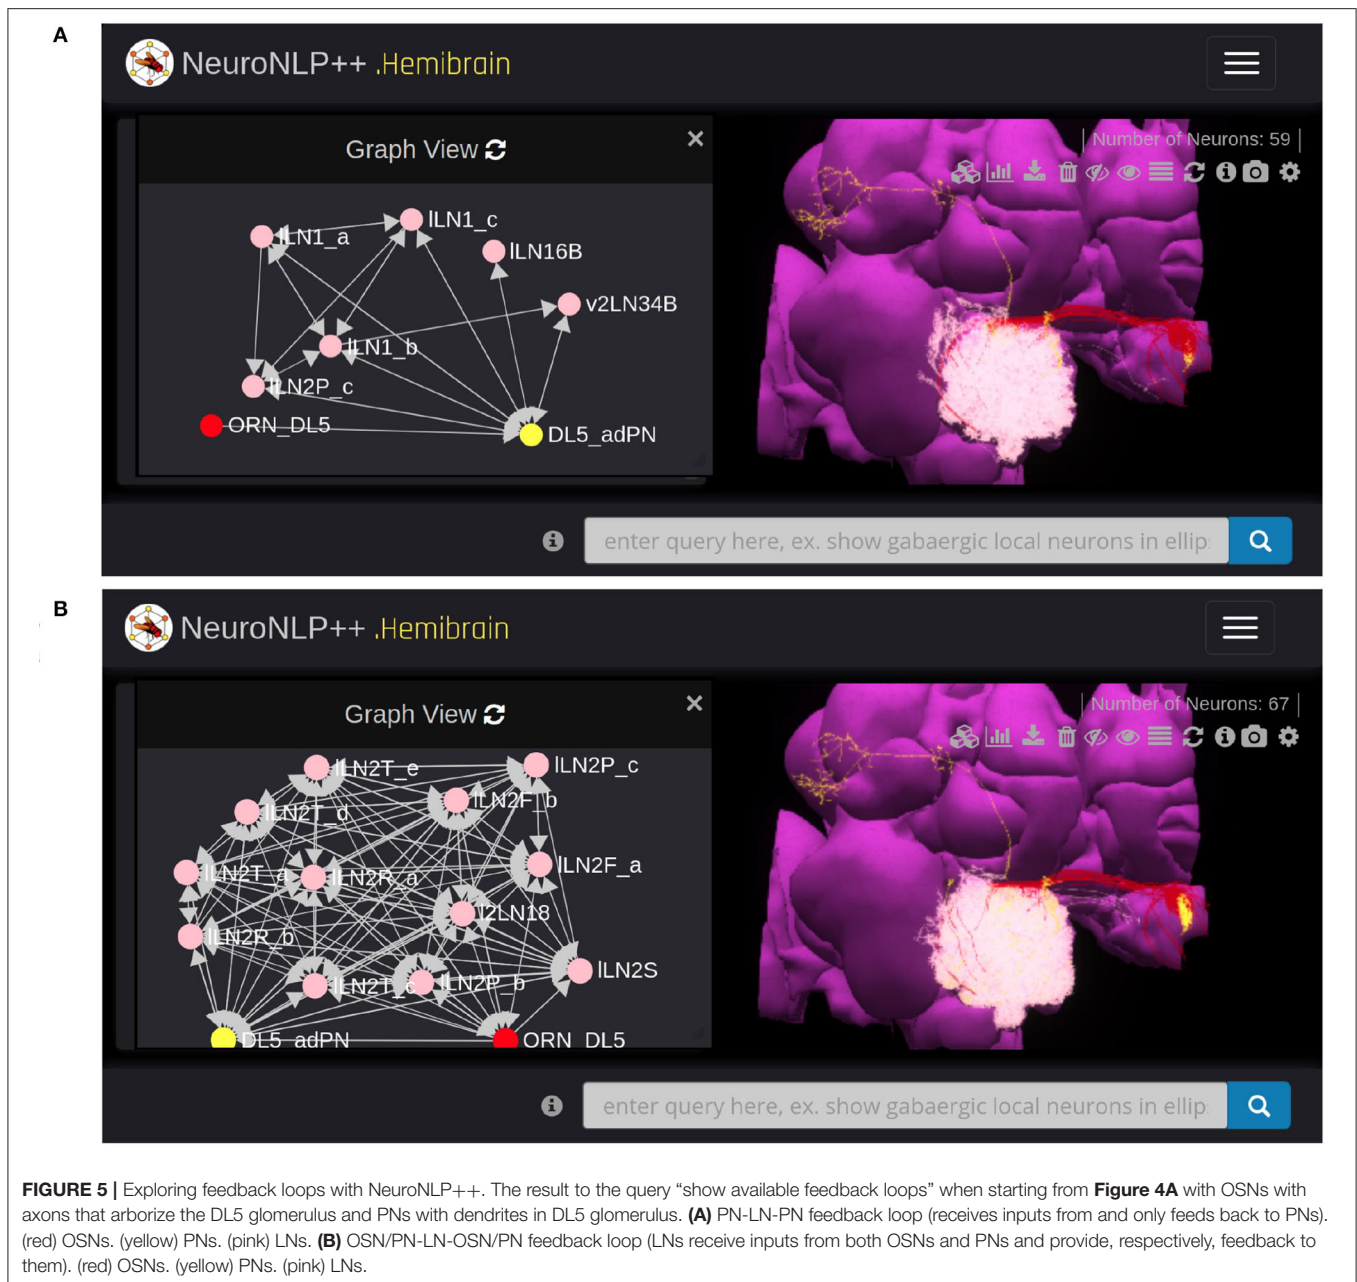 A
NeuroNLP++ .Hemibrain
Graph View
Number of Neurons: 59
lLN1_a
lLN1_c
lLN16B
v2LN34B
lLN1_b
lLN2P_c
ORN_DL5
DL5_adPN
enter query here, ex. show gabaergic local neurons in ellip
B
NeuroNLP++ .Hemibrain
Graph View
Number of Neurons: 67
lLN2T_e
lLN2P_c
lLN2F_b
lLN2T_d
lLN2F_a
lLN2T_a
lLN2R_a
l2LN18
lLN2R_b
lLN2S
lLN2T_c
lLN2P_b
DL5_adPN
ORN_DL5
enter query here, ex. show gabaergic local neurons in ellip
FIGURE 5 | Exploring feedback loops with NeuroNLP++. The result to the query “show available feedback loops” when starting from Figure 4A with OSNs with
axons that arborize the DL5 glomerulus and PNs with dendrites in DL5 glomerulus. (A) PN-LN-PN feedback loop (receives inputs from and only feeds back to PNs).
(red) OSNs. (yellow) PNs. (pink) LNs. (B) OSN/PN-LN-OSN/PN feedback loop (LNs receive inputs from both OSNs and PNs and provide, respectively, feedback to
them). (red) OSNs. (yellow) PNs. (pink) LNs.